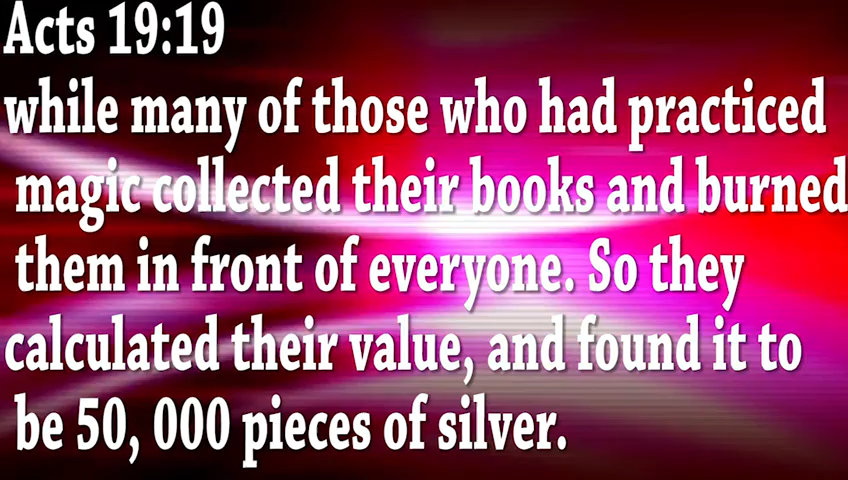 Acts 19:19
while many of those who had practiced
magic collected their books and burned
them in front of everyone. So they
calculated their value, and found it to
be 50, 000 pieces of silver.